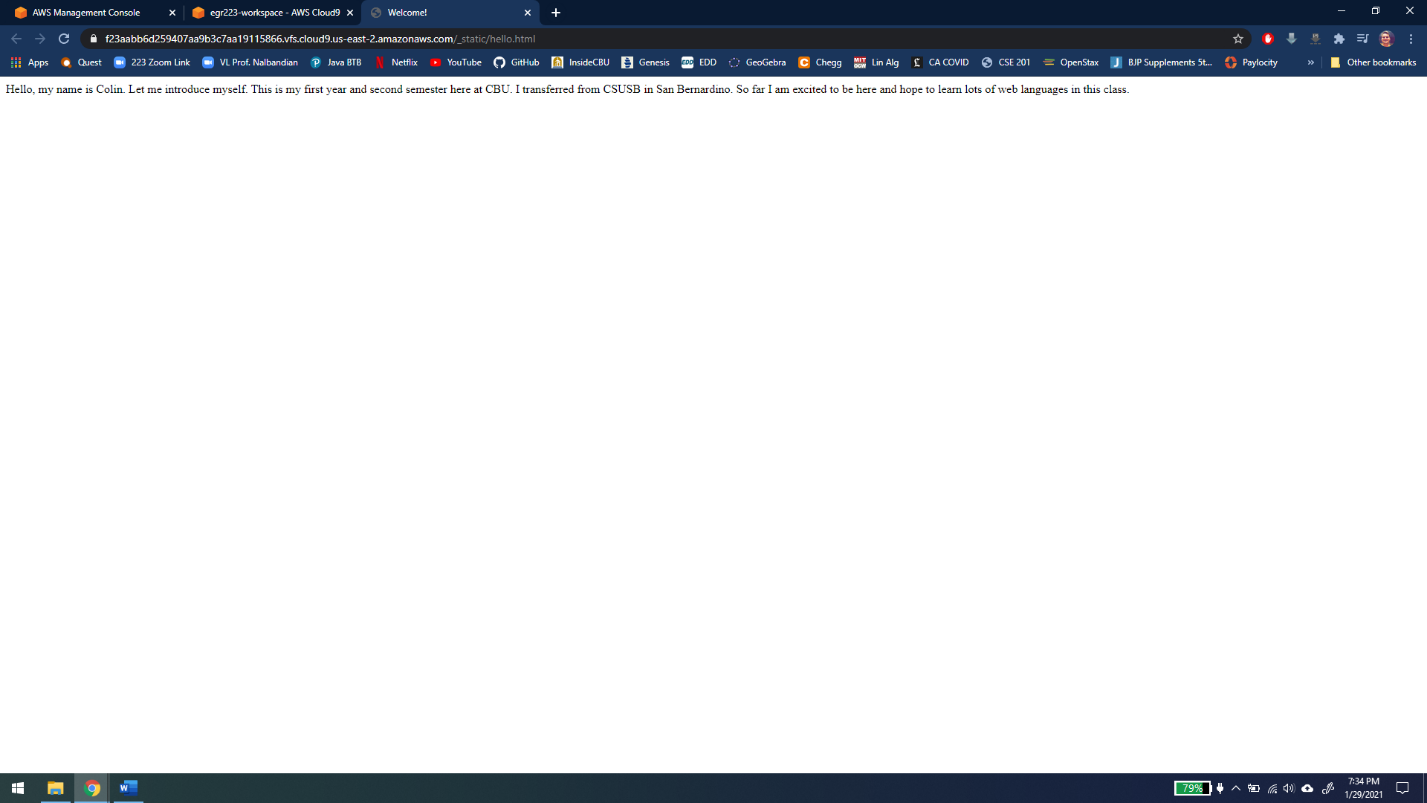 AWS Management Console
egr223-workspace - AWS Cloud9
Welcome!
f23aabb6d259407aa9b3c7aa19115866.vfs.cloud9.us-east-2.amazonaws.com/_static/hello.html
Apps Quest 223 Zoom Link VL Prof. Nalbandian Java BTB Netflix YouTube GitHub InsideCBU Genesis EDD GeoGebra Chegg Lin Alg CA COVID CSE 201 OpenStax BJP Supplements 5t... Paylocity » Other bookmarks
Hello, my name is Colin. Let me introduce myself. This is my first year and second semester here at CBU. I transferred from CSUSB in San Bernardino. So far I am excited to be here and hope to learn lots of web languages in this class.
79%
7:34 PM
1/29/2021